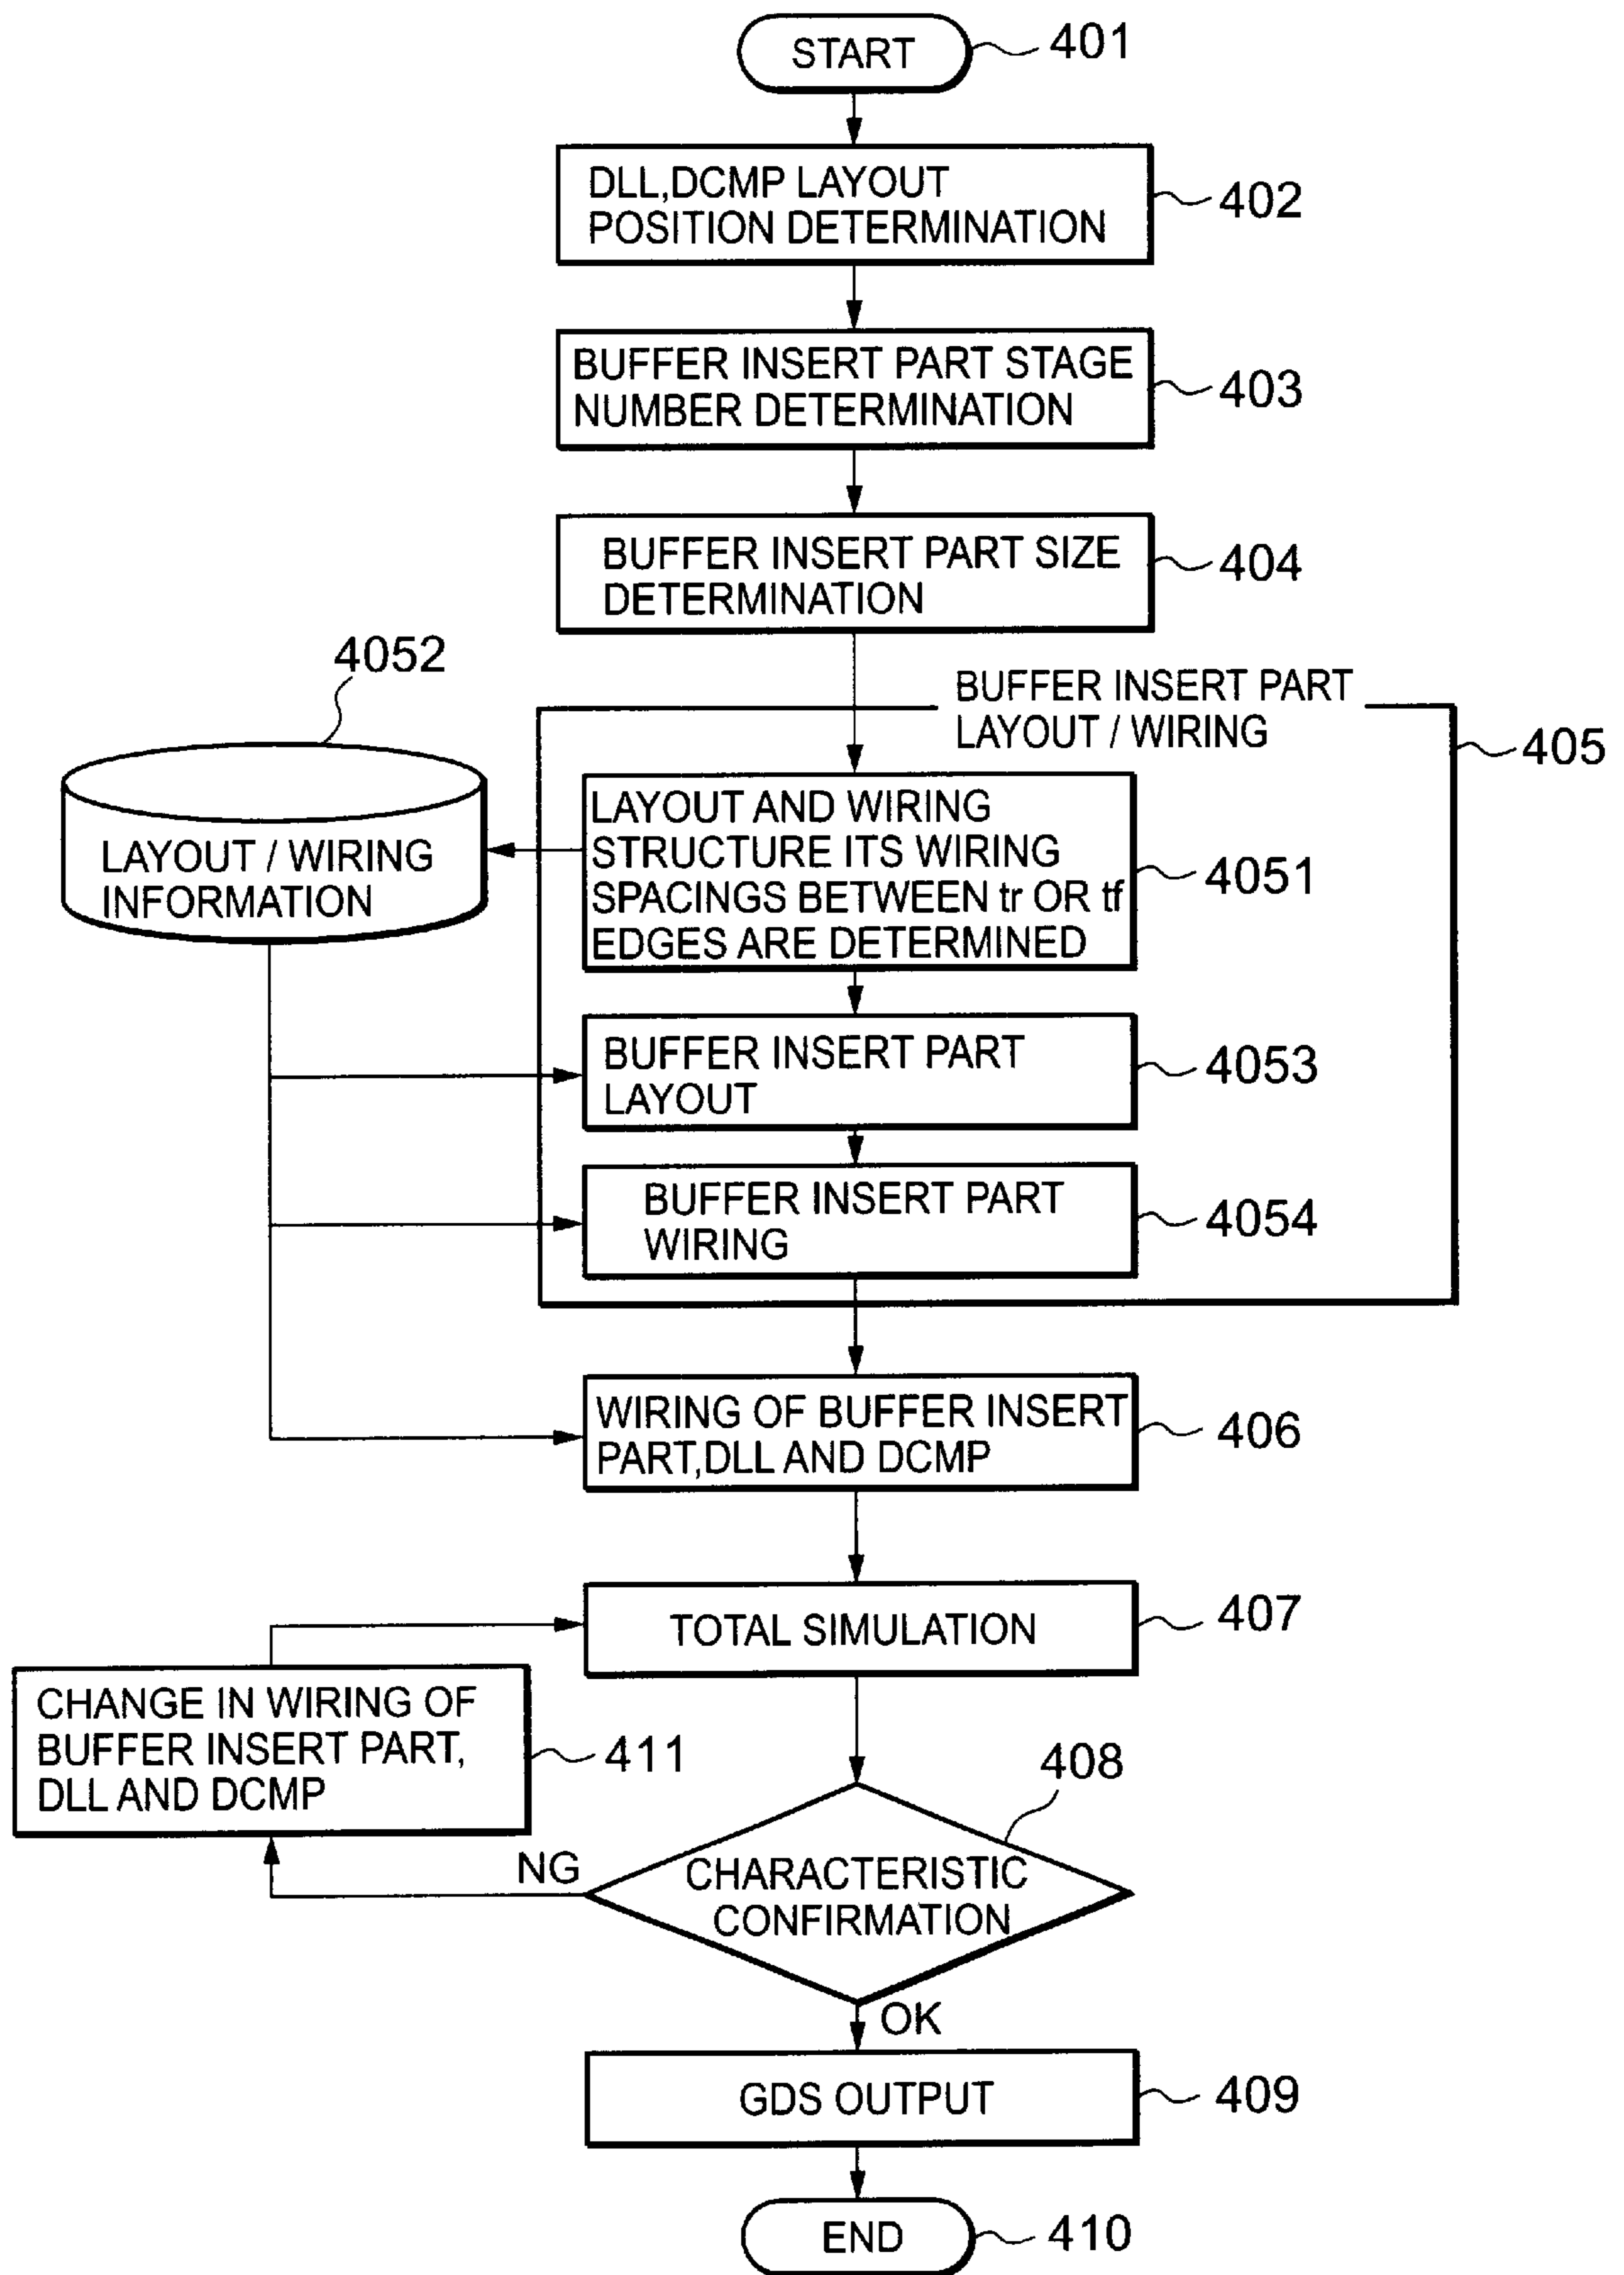 START
401
DLL,DCMP LAYOUT
POSITION DETERMINATION
402
BUFFER INSERT PART STAGE
NUMBER DETERMINATION
403
BUFFER INSERT PART SIZE
DETERMINATION
404
4052
BUFFER INSERT PART
LAYOUT / WIRING
405
LAYOUT / WIRING
INFORMATION
LAYOUT AND WIRING
STRUCTURE ITS WIRING
SPACINGS BETWEEN tr OR tf
EDGES ARE DETERMINED
4051
BUFFER INSERT PART
LAYOUT
4053
BUFFER INSERT PART
WIRING
4054
WIRING OF BUFFER INSERT
PART,DLL AND DCMP
406
TOTAL SIMULATION
407
CHANGE IN WIRING OF
BUFFER INSERT PART,
DLL AND DCMP
411
408
NG
CHARACTERISTIC
CONFIRMATION
OK
GDS OUTPUT
409
END
410